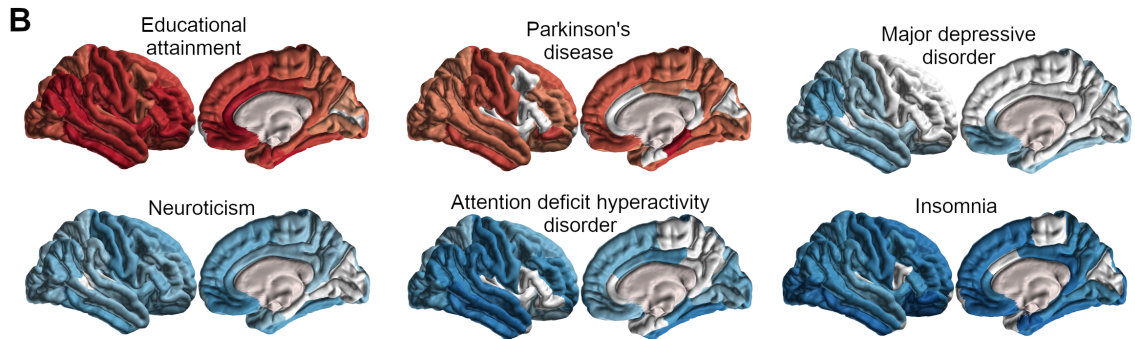 B
Educational
attainment
Parkinson's
disease
Major depressive
disorder
Neuroticism
Attention deficit hyperactivity
disorder
Insomnia